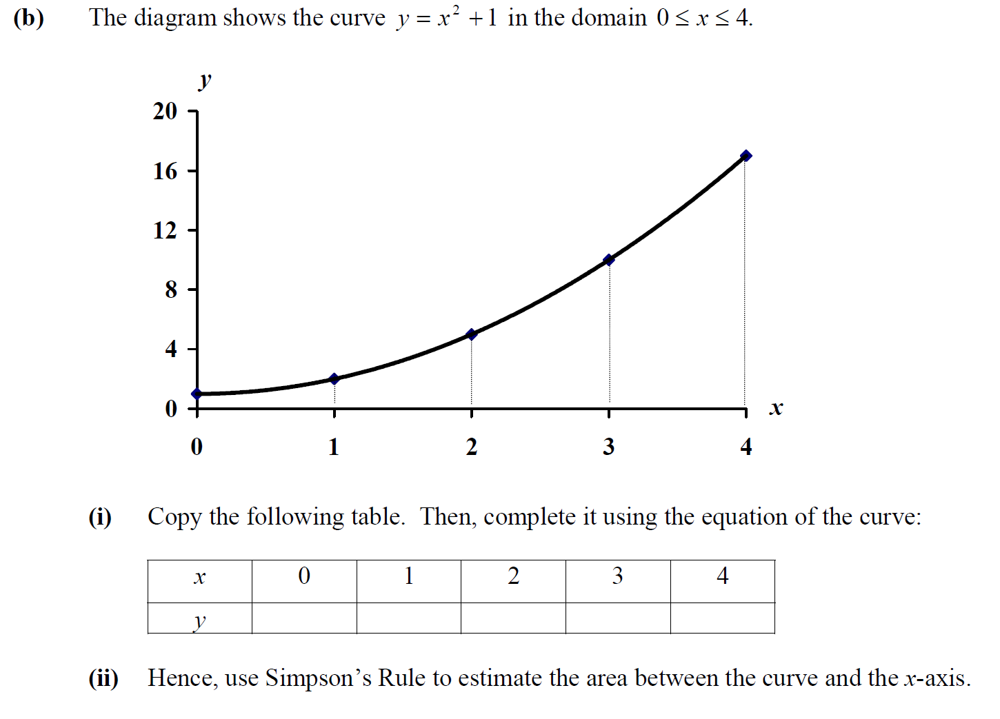 (b) The diagram shows the curve y = x² + 1 in the domain 0 ≤ x ≤ 4.
y
20
16
12
8
4
0
x
0 1 2 3 4
(i) Copy the following table. Then, complete it using the equation of the curve:
x 0 1 2 3 4
y
(ii) Hence, use Simpson’s Rule to estimate the area between the curve and the x-axis.